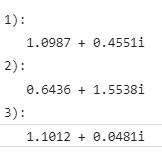 1):
1.0987 + 0.4551i
2):
0.6436 + 1.5538i
3):
1.1012 + 0.0481i